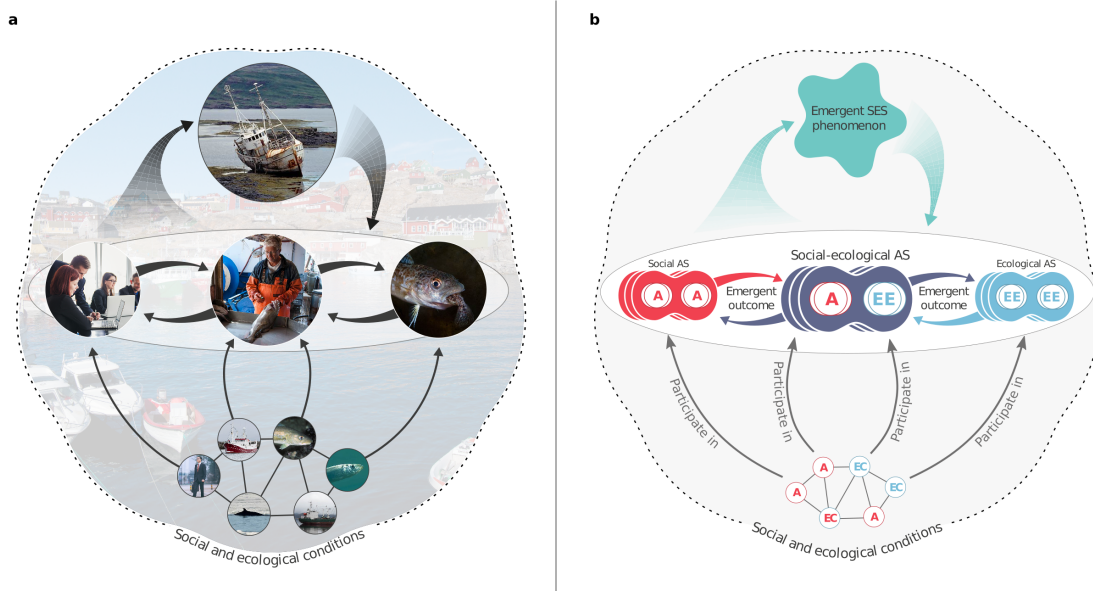 a
Social and ecological conditions
b
Emergent SES
phenomenon
Social AS
Social-ecological AS
Ecological AS
A
A
Emergent
outcome
A
EE
Emergent
outcome
EE
EE
Participate in
Participate in
Participate in
Participate in
A
EC
A
EC
EC
A
Social and ecological conditions